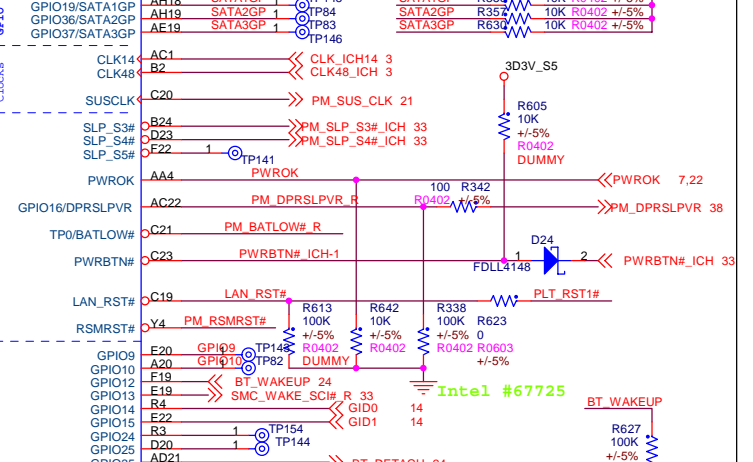 GPIO19/SATA1GP AH18 SATA1GP SATA1GP 10K R0402 +/-5%
GPIO36/SATA2GP AH19 SATA2GP TP84 SATA2GP R357 10K R0402 +/-5%
GPIO37/SATA3GP AE19 SATA3GP TP83 SATA3GP R630 10K R0402 +/-5%
TP146
CLK14 AC1 CLK_ICH14 3
CLK48 B2 CLK48_ICH 3
3D3V_S5
SUSCLK C20 PM_SUS_CLK 21
R605
10K
+/-5%
R0402
DUMMY
SLP_S3# B24 PM_SLP_S3#_ICH 33
SLP_S4# D23 PM_SLP_S4#_ICH 33
SLP_S5# F22 1 TP141
PWROK AA4 PWROK PWROK 7,22
100 R342
R0402 +/-5%
GPIO16/DPRSLPVR AC22 PM_DPRSLPVR_R PM_DPRSLPVR 38
TP0/BATLOW# C21 PM_BATLOW#_R
D24
PWRBTN# C23 PWRBTN#_ICH-1 1 2 PWRBTN#_ICH 33
FDLL4148
LAN_RST# C19 LAN_RST# PLT_RST1#
R613 R642 R338 R623
100K 10K 100K 0
+/-5% +/-5% +/-5% R0603
R0402 R0402 R0402 +/-5%
DUMMY
RSMRST# Y4 PM_RSMRST#
GPIO9 E20 GPIO9 1
GPIO10 A20 GPIO10 1 TP82
Intel #67725
GPIO12 F19 BT_WAKEUP 24
GPIO13 E19 SMC_WAKE_SCI#_R 33
GPIO14 R4 GID0 14
GPIO15 E22 GID1 14
GPIO24 R3 1 TP154
GPIO25 D20 1 TP144
AD21
BT_WAKEUP
R627
100K
+/-5%